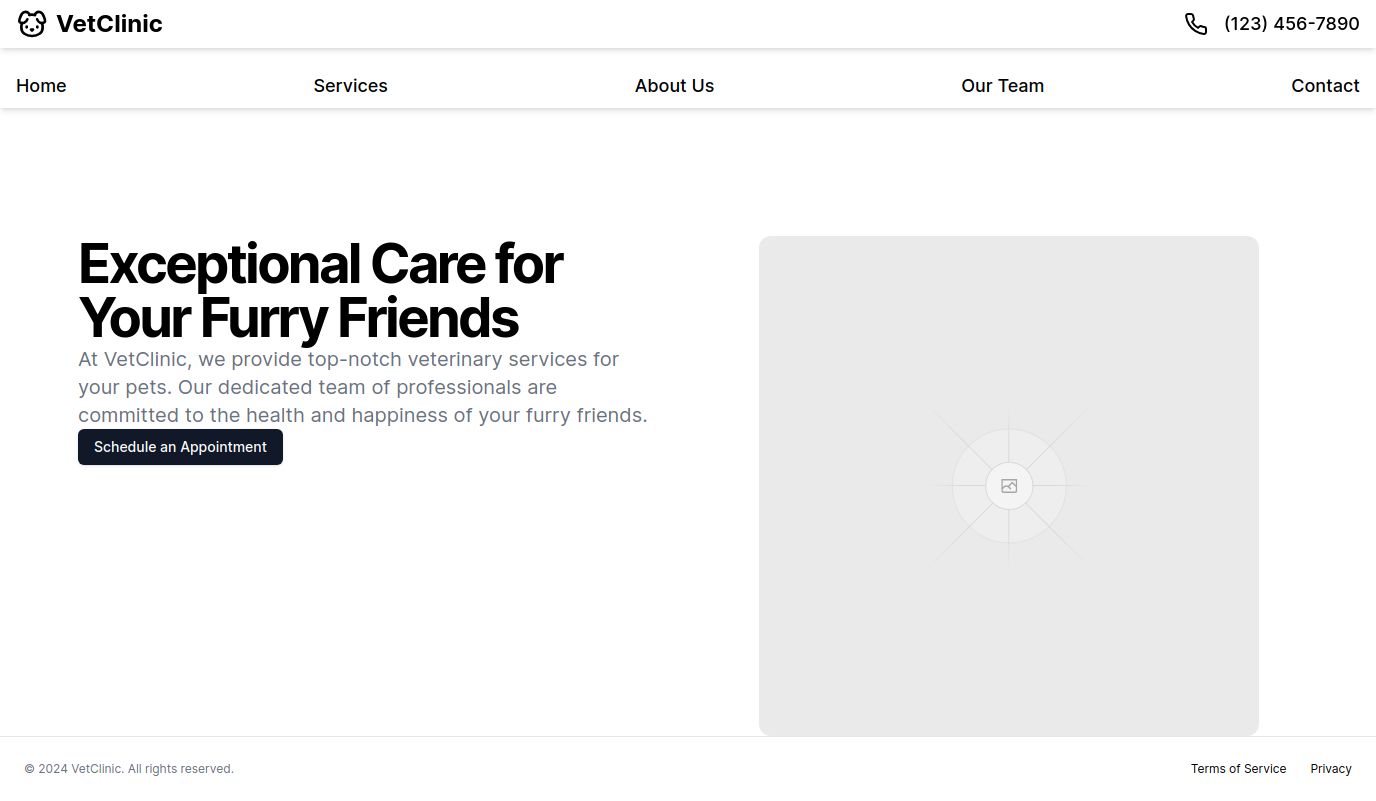 VetClinic
(123) 456-7890
Home Services About Us Our Team Contact
Exceptional Care for
Your Furry Friends
At VetClinic, we provide top-notch veterinary services for
your pets. Our dedicated team of professionals are
committed to the health and happiness of your furry friends.
Schedule an Appointment
© 2024 VetClinic. All rights reserved.
Terms of Service Privacy